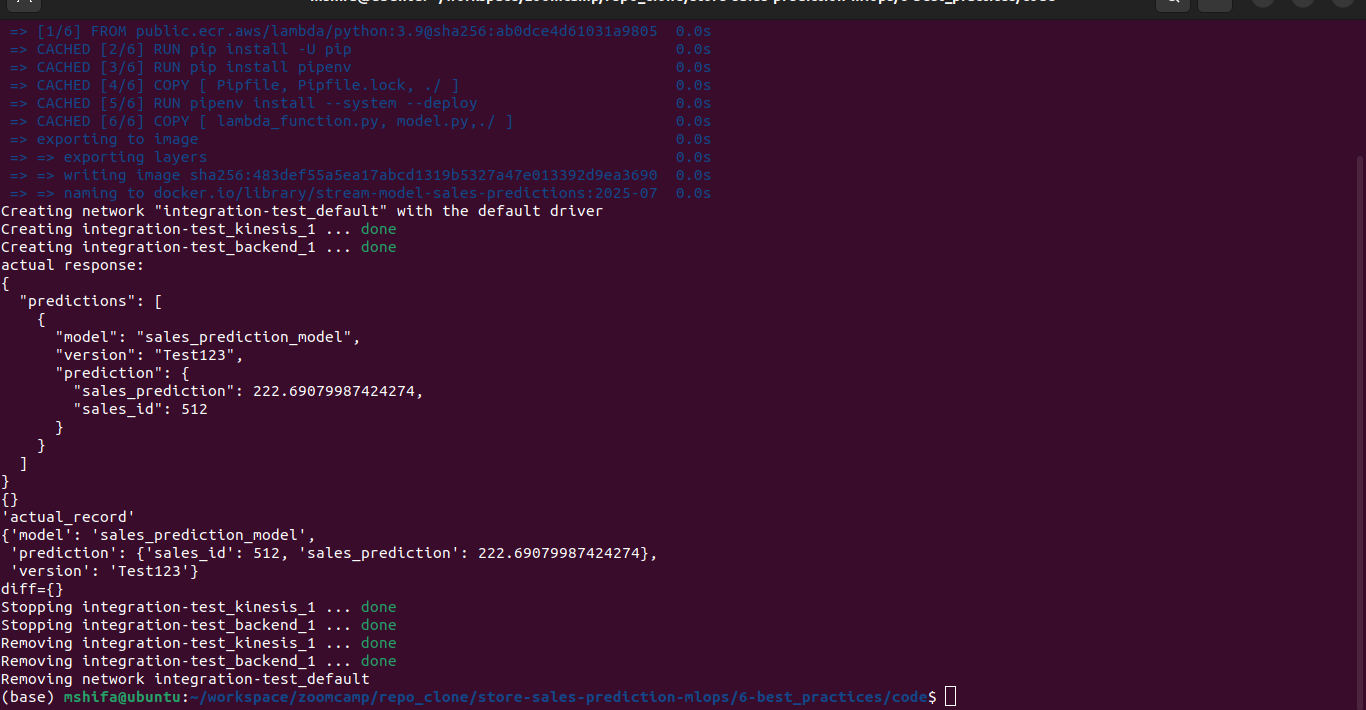 => [1/6] FROM public.ecr.aws/lambda/python:3.9@sha256:ab0dce4d61031a9805  0.0s
=> CACHED [2/6] RUN pip install -U pip  0.0s
=> CACHED [3/6] RUN pip install pipenv  0.0s
=> CACHED [4/6] COPY [ Pipfile, Pipfile.lock, ./ ]  0.0s
=> CACHED [5/6] RUN pipenv install --system --deploy  0.0s
=> CACHED [6/6] COPY [ lambda_function.py, model.py,./ ]  0.0s
=> exporting to image  0.0s
=> => exporting layers  0.0s
=> => writing image sha256:483def55a5ea17abcd1319b5327a47e013392d9ea3690  0.0s
=> => naming to docker.io/library/stream-model-sales-predictions:2025-07  0.0s
Creating network "integration-test_default" with the default driver
Creating integration-test_kinesis_1 ... done
Creating integration-test_backend_1 ... done
actual response:
{
  "predictions": [
    {
      "model": "sales_prediction_model",
      "version": "Test123",
      "prediction": {
        "sales_prediction": 222.69079987424274,
        "sales_id": 512
      }
    }
  ]
}
{}
'actual_record'
{'model': 'sales_prediction_model',
 'prediction': {'sales_id': 512, 'sales_prediction': 222.69079987424274},
 'version': 'Test123'}
diff={}
Stopping integration-test_kinesis_1 ... done
Stopping integration-test_backend_1 ... done
Removing integration-test_kinesis_1 ... done
Removing integration-test_backend_1 ... done
Removing network integration-test_default
(base) mshifa@ubuntu:~/workspace/zoomcamp/repo_clone/store-sales-prediction-mlops/6-best_practices/code$